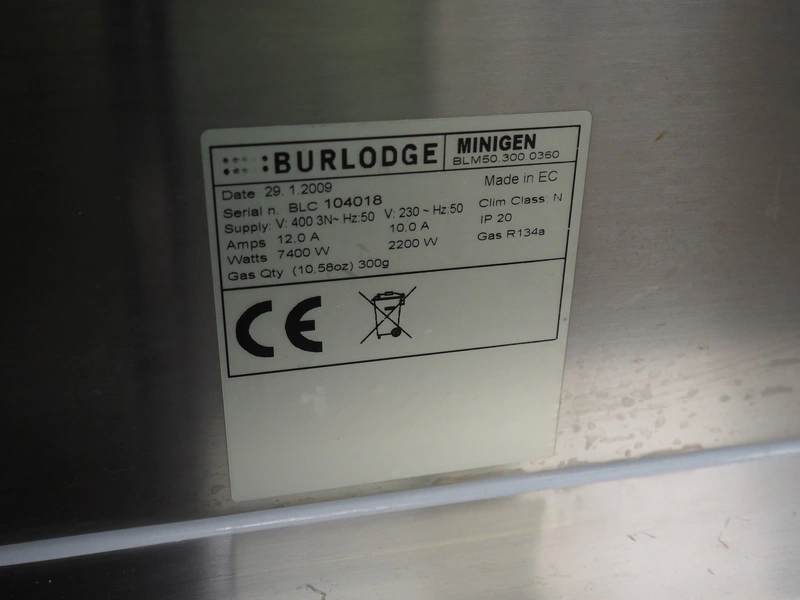 BURLODGE MINIGEN
BLM50.300.0360
Date 29.1.2009 Made in EC
Serial n. BLC 104018 Clim Class: N
Supply: V: 400 3N~ Hz:50 V: 230 ~ Hz:50 IP 20
Amps 12,0 A 10,0 A Gas R134a
Watts 7400 W 2200 W
Gas Qty (10,58oz) 300g
CE